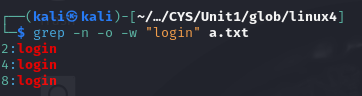 ┌──(kali㉿kali)-[~/…/CYS/Unit1/glob/linux4]
└─$ grep -n -o -w "login" a.txt
2:login
4:login
8:login